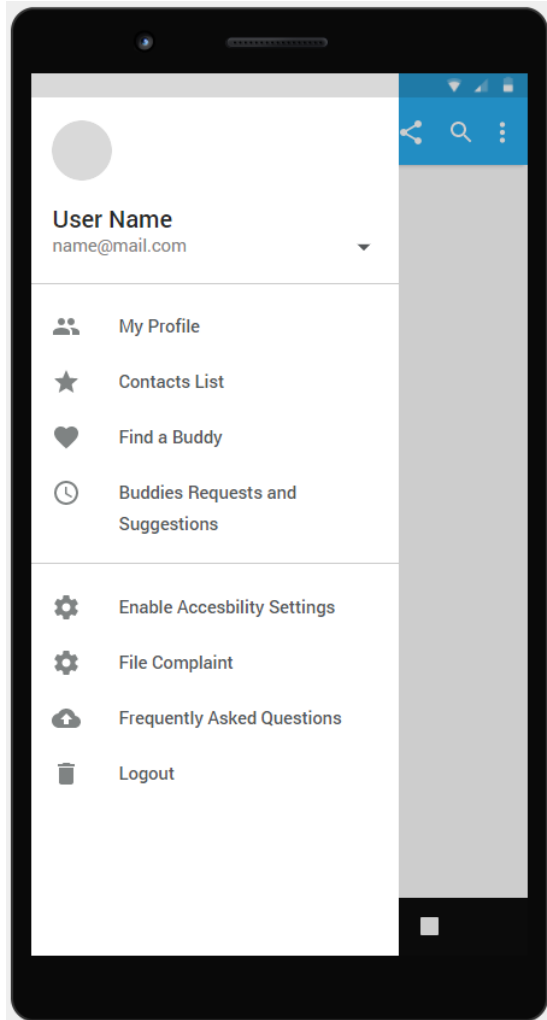 User Name
name@mail.com
My Profile
Contacts List
Find a Buddy
Buddies Requests and
Suggestions
Enable Accesbility Settings
File Complaint
Frequently Asked Questions
Logout